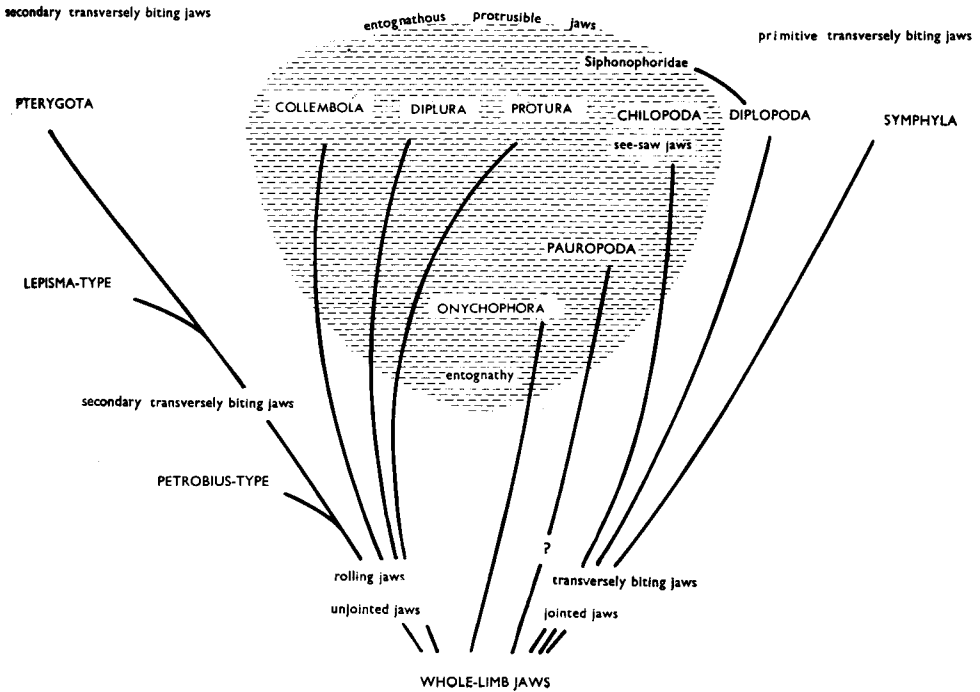 secondary transversely biting jaws
entognathous protrusible jaws
primitive transversely biting jaws
Siphonophoridae
PTERYGOTA
COLLEMBOLA
DIPLURA
PROTURA
CHILOPODA
DIPLOPODA
SYMPHYLA
see-saw jaws
PAUROPODA
LEPISMA-TYPE
ONYCHOPHORA
entognathy
secondary transversely biting jaws
PETROBIUS-TYPE
?
rolling jaws
transversely biting jaws
unjointed jaws
jointed jaws
WHOLE-LIMB JAWS